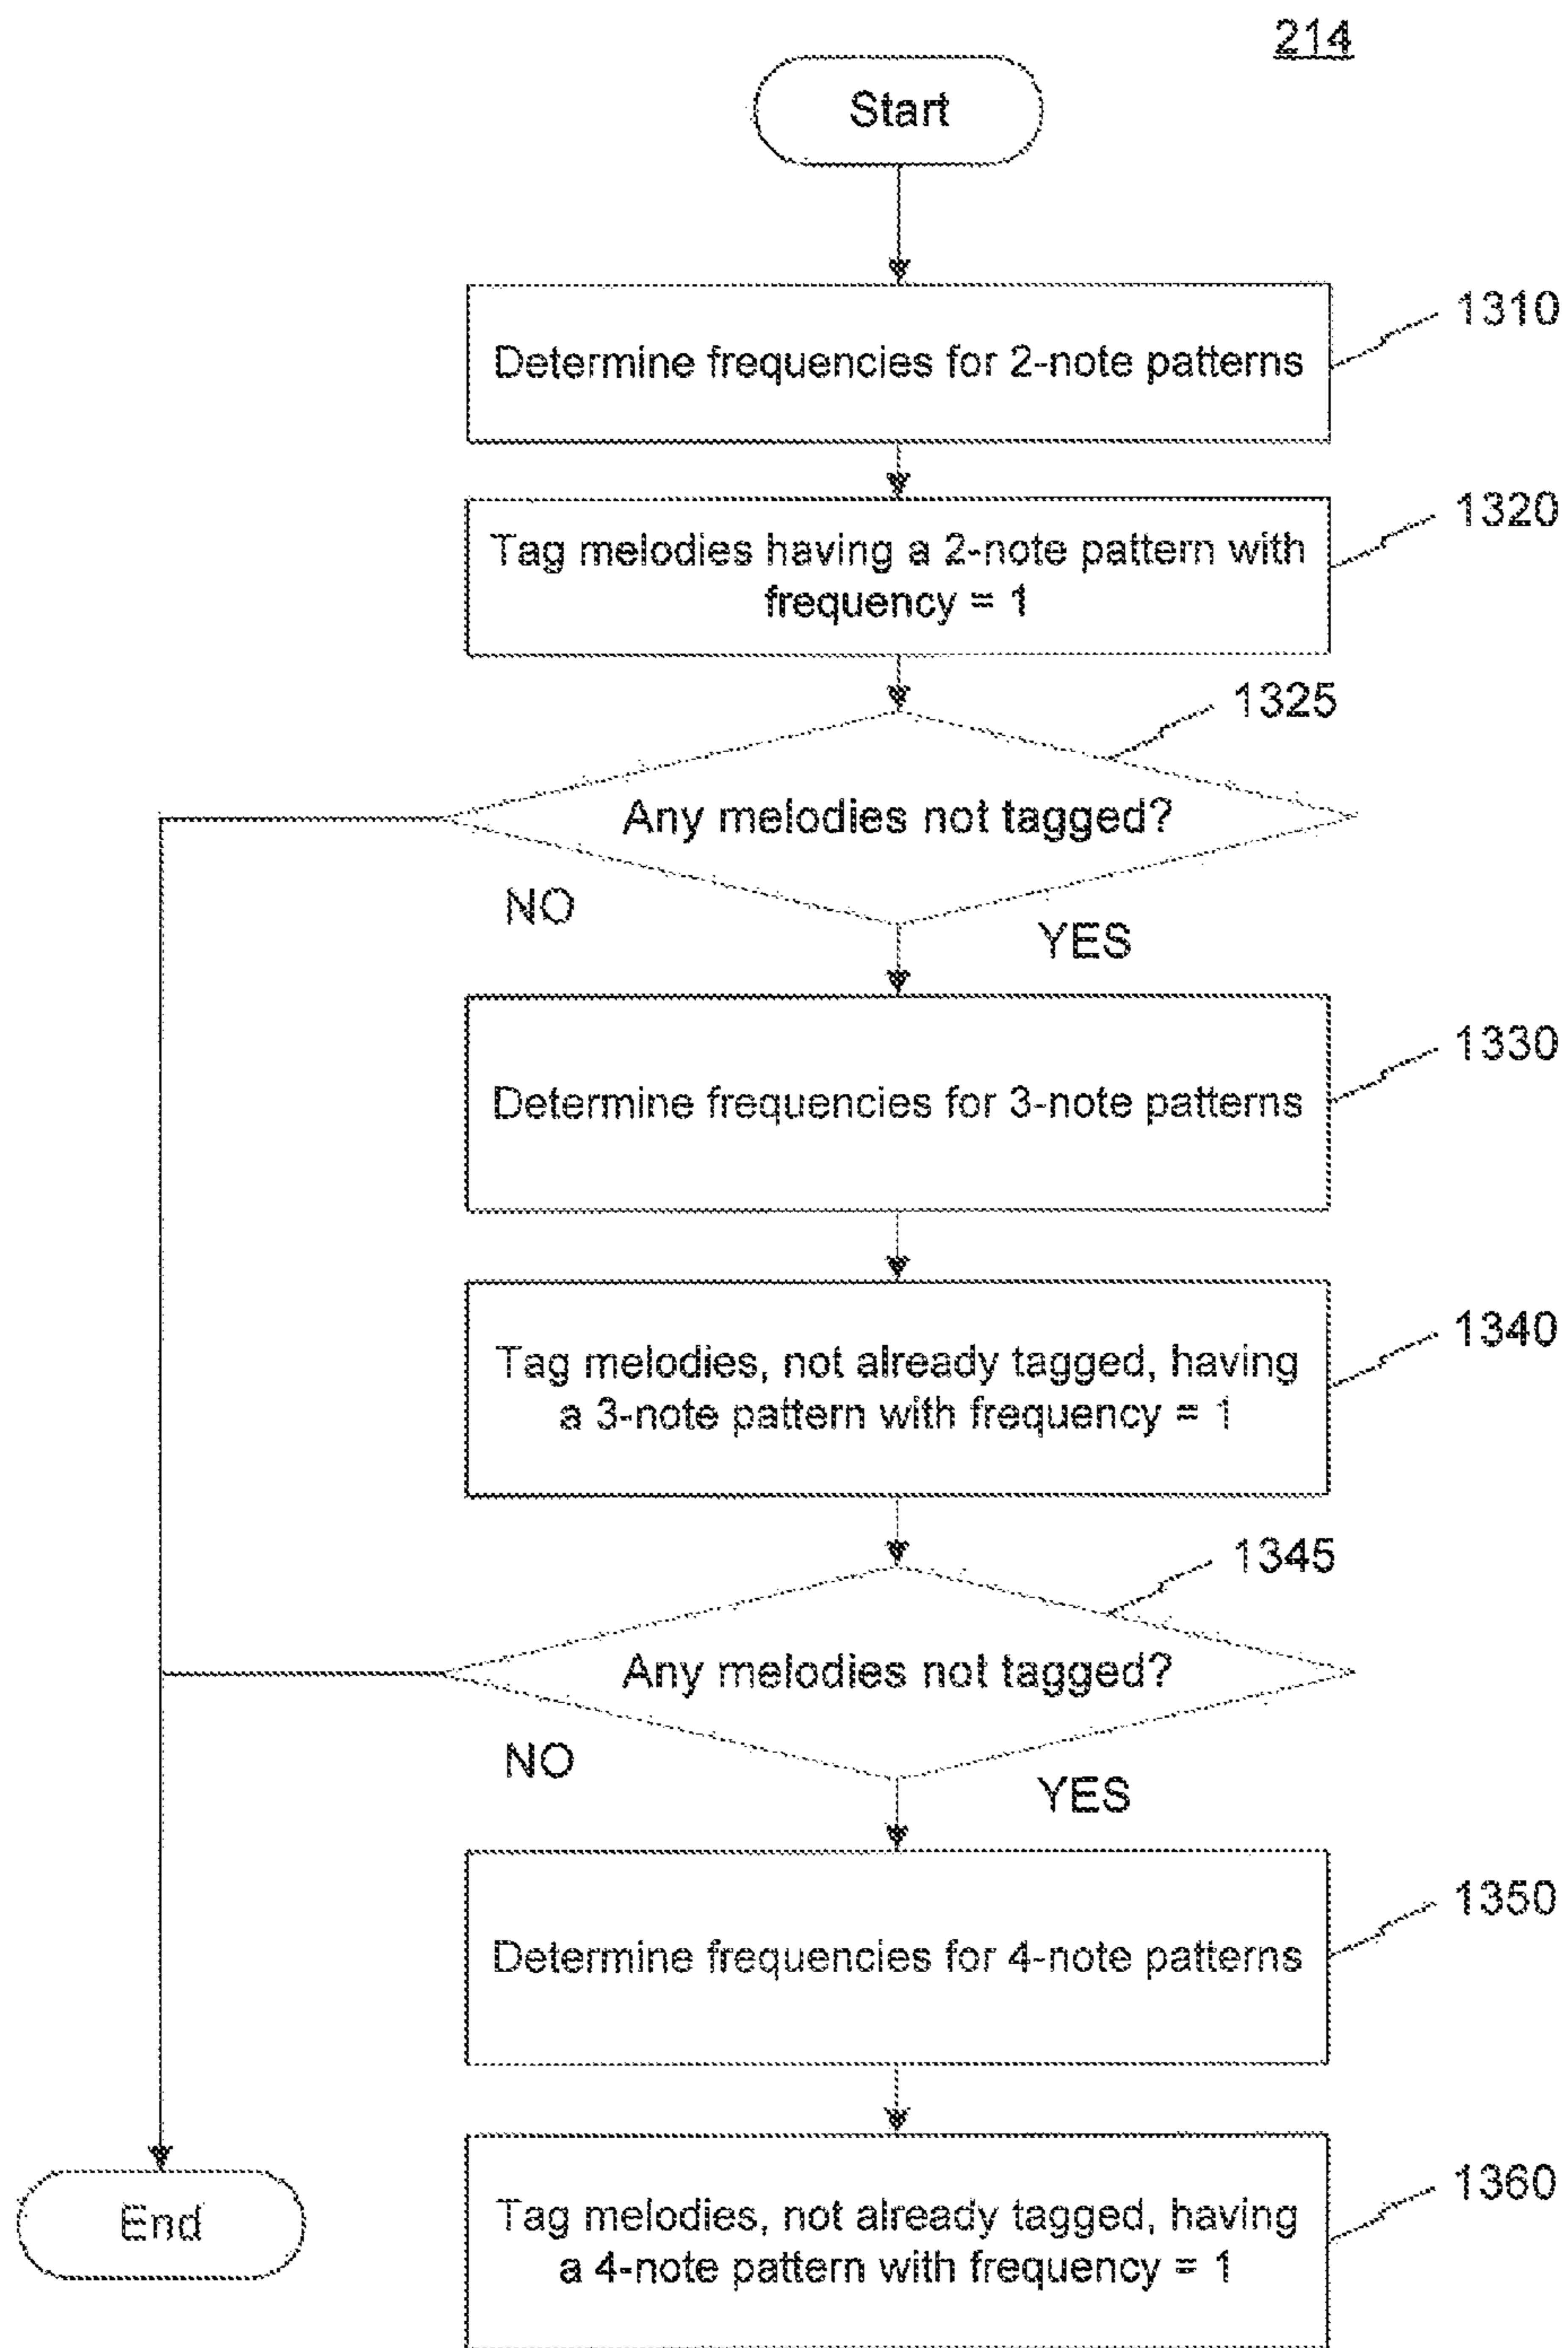 214
Start
Determine frequencies for 2-note patterns
1310
Tag melodies having a 2-note pattern with
frequency = 1
1320
1325
Any melodies not tagged?
NO
YES
Determine frequencies for 3-note patterns
1330
Tag melodies, not already tagged, having
a 3-note pattern with frequency = 1
1340
1345
Any melodies not tagged?
NO
YES
Determine frequencies for 4-note patterns
1350
End
Tag melodies, not already tagged, having
a 4-note pattern with frequency = 1
1360